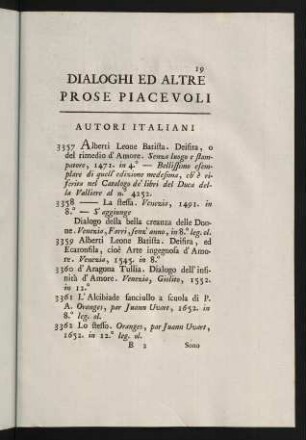 19
DIALOGHI ED ALTRE
PROSE PIACEVOLI
AUTORI ITALIANI
3357 Alberti Leone Batista. Deifira, o
del rimedio d'Amore. Senza luogo e stam-
patore, 1471. in 4.° — Bellissimo esem-
plare di quell' edizione medesima, ch'è ri-
ferita nel Catalogo de' libri del Duca del-
la Valliere al n.° 4252.
3358 —— La stessa. Venezia, 1491. in
8.° — S' aggiunge
Dialogo della bella creanza delle Don-
ne. Venezia, Farri, senz' anno, in 8.° leg. ol.
3359 Alberti Leone Batista. Deifira, ed
Ecatonfila, cioè Arte ingegnosa d'Amo-
re. Venezia, 1545. in 8.°
3360 d'Aragona Tullia. Dialogo dell' infi-
nità d'Amore. Venezia, Giolito, 1552.
in 12.°
3361 L'Alcibiade fanciullo a scuola di P.
A. Oranges, par Juann Uvart, 1652. in
8.° leg. ol.
3362 Lo stesso. Oranges, par Juann Uvart,
1652. in 12.° leg. ol.
B 2 Sono